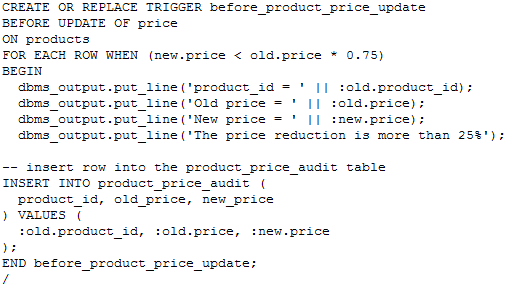 CREATE OR REPLACE TRIGGER before_product_price_update
BEFORE UPDATE OF price
ON products
FOR EACH ROW WHEN (new.price < old.price * 0.75)
BEGIN
  dbms_output.put_line('product_id = ' || :old.product_id);
  dbms_output.put_line('Old price = ' || :old.price);
  dbms_output.put_line('New price = ' || :new.price);
  dbms_output.put_line('The price reduction is more than 25%');

-- insert row into the product_price_audit table
INSERT INTO product_price_audit (
  product_id, old_price, new_price
) VALUES (
  :old.product_id, :old.price, :new.price
);
END before_product_price_update;
/